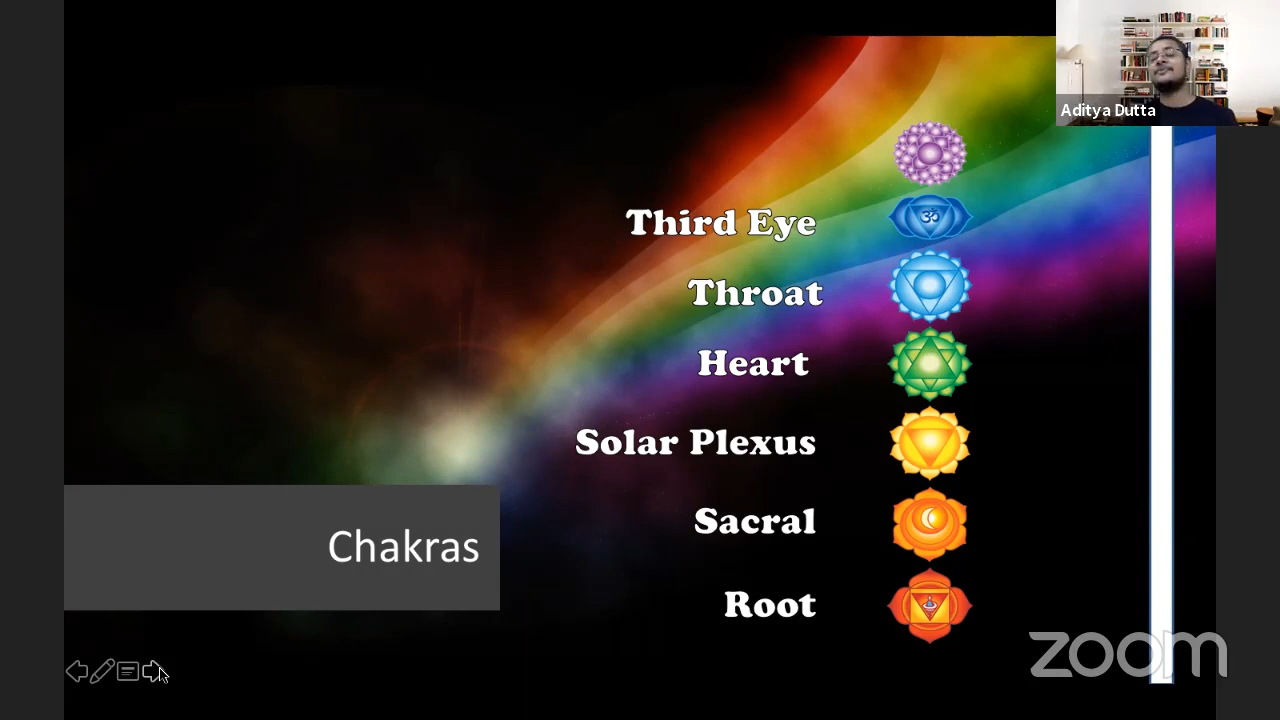 Aditya Dutta
Third Eye
Throat
Heart
Solar Plexus
Sacral
Chakras
Root
zoom